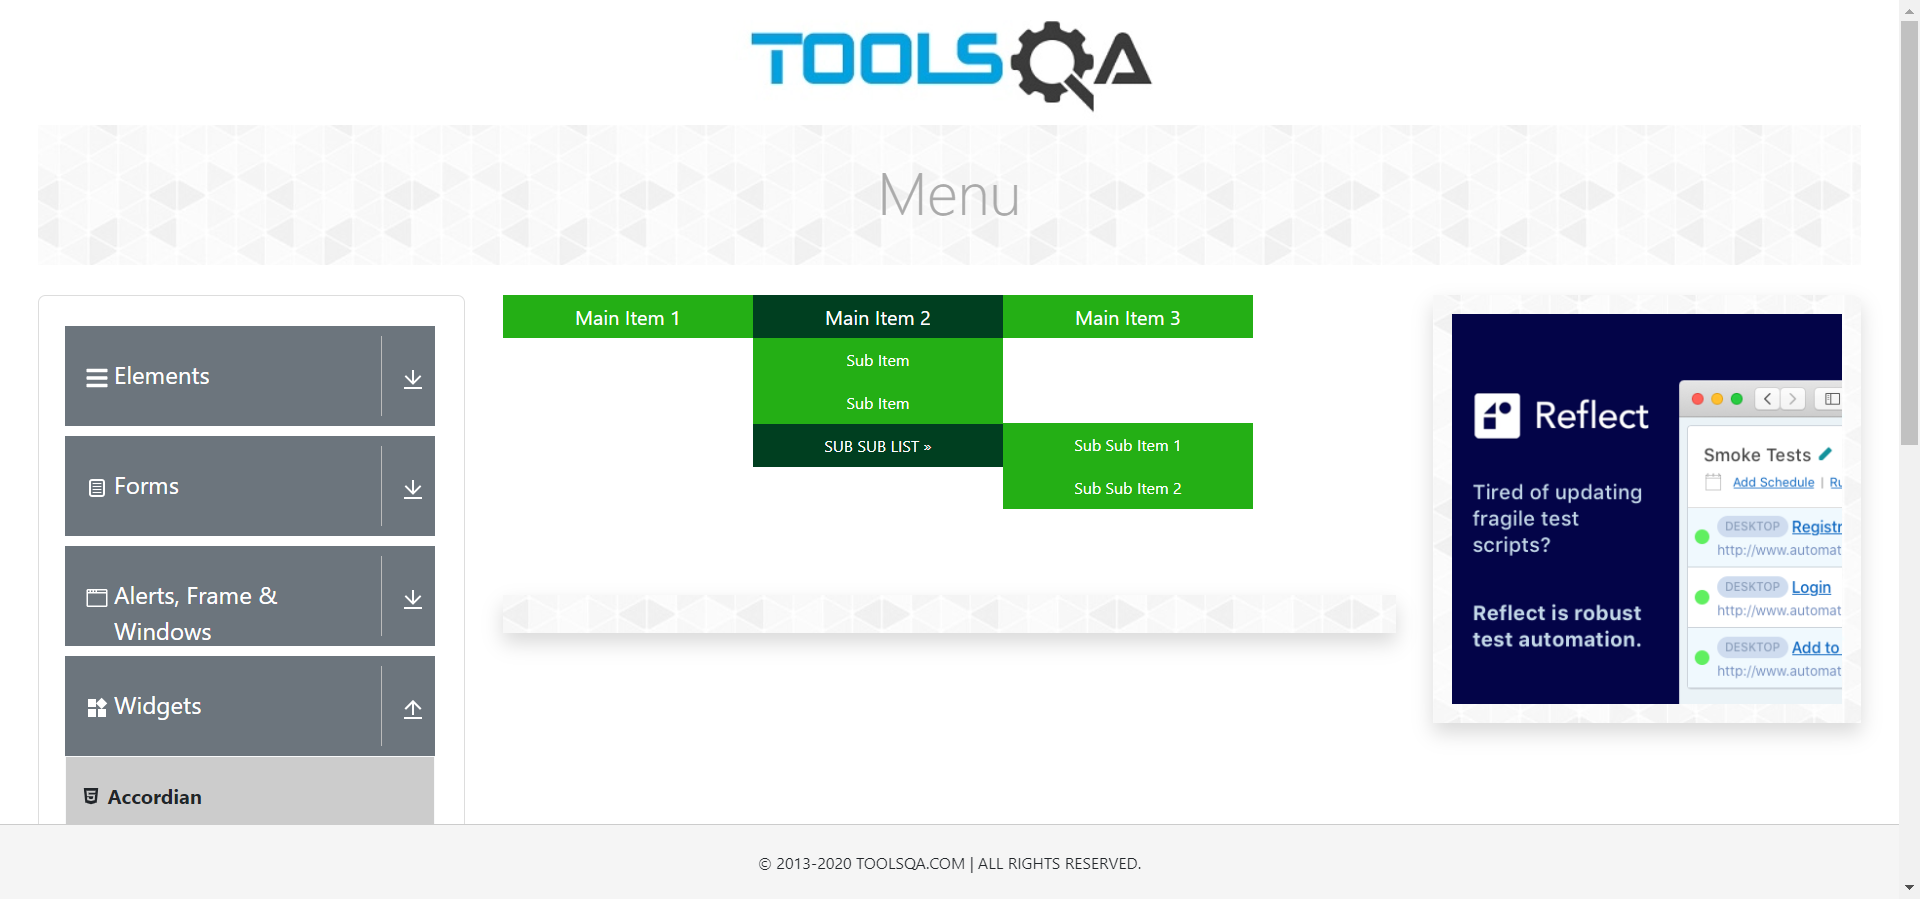 TOOLSQA
Menu
Elements
Forms
Alerts, Frame &
Windows
Widgets
Accordian
Main Item 1
Main Item 2
Main Item 3
Sub Item
Sub Item
SUB SUB LIST »
Sub Sub Item 1
Sub Sub Item 2
Reflect
Tired of updating
fragile test
scripts?
Reflect is robust
test automation.
Smoke Tests
Add Schedule | Ru
DESKTOP Registr
http://www.automat
DESKTOP Login
http://www.automat
DESKTOP Add to
http://www.automat
© 2013-2020 TOOLSQA.COM | ALL RIGHTS RESERVED.